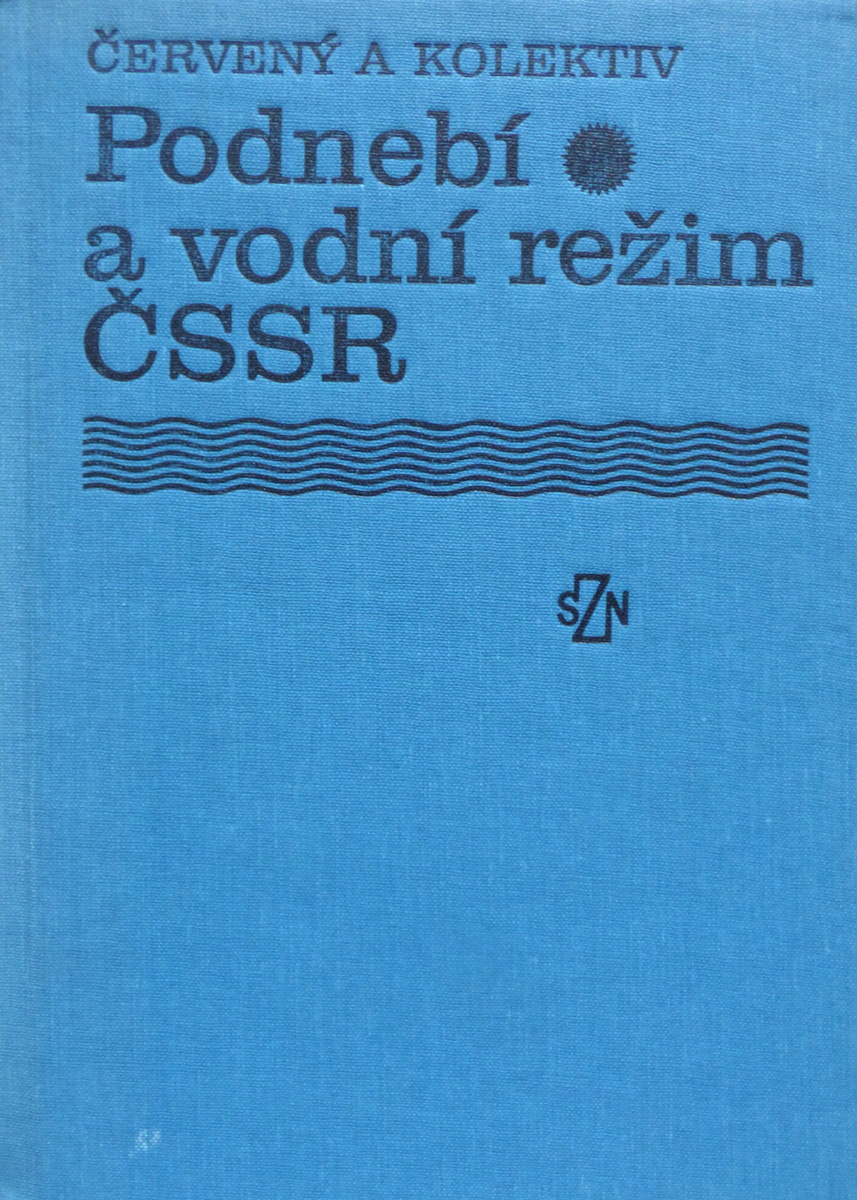 ČERVENÝ A KOLEKTIV
Podnebí
a vodní režim
ČSSR
SZN